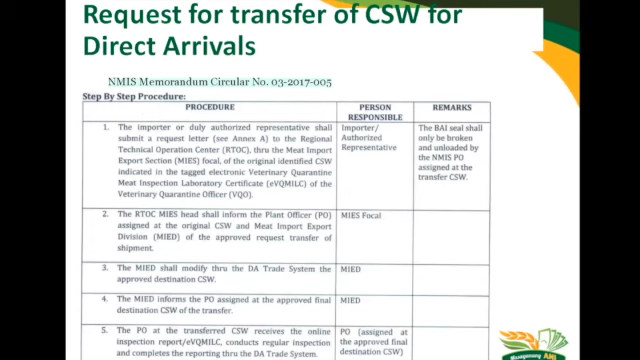 Request for transfer of CSW for
Direct Arrivals
NMIS Memorandum Circular No. 03-2017-005
Step By Step Procedure:
PROCEDURE PERSON RESPONSIBLE REMARKS
1. The importer or duly authorized representative shall
submit a request letter (see Annex A) to the Regional
Technical Operation Center (RTOC), thru the Meat Import
Export Section (MIES) focal, of the original identified CSW
indicated in the tagged electronic Veterinary Quarantine
Meat Inspection Laboratory Certificate (eVQMILC) of the
Veterinary Quarantine Officer (VQO).
Importer/
Authorized
Representative
The BAI seal shall
only be broken
and unloaded by
the NMIS PO
assigned at the
transfer CSW.
2. The RTOC MIES head shall inform the Plant Officer (PO)
assigned at the original CSW and Meat Import Export
Division (MIED) of the approved request transfer of
shipment.
MIES Focal
3. The MIED shall modify thru the DA Trade System the
approved destination CSW.
MIED
4. The MIED informs the PO assigned at the approved final
destination CSW of the transfer.
MIED
5. The PO at the transferred CSW receives the online
inspection report/eVQMILC, conducts regular inspection
and completes the reporting thru the DA Trade System.
PO (assigned at
the approved final
destination CSW)
Masaganang ANI